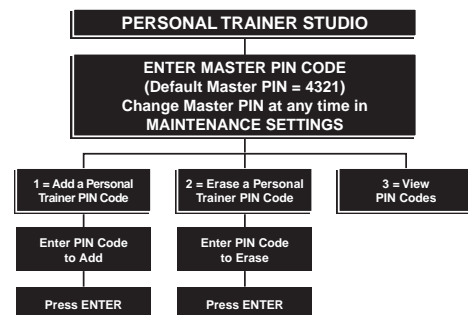 PERSONAL TRAINER STUDIO
ENTER MASTER PIN CODE
(Default Master PIN = 4321)
Change Master PIN at any time in
MAINTENANCE SETTINGS
1 = Add a Personal
Trainer PIN Code
2 = Erase a Personal
Trainer PIN Code
3 = View
PIN Codes
Enter PIN Code
to Add
Enter PIN Code
to Erase
Press ENTER
Press ENTER